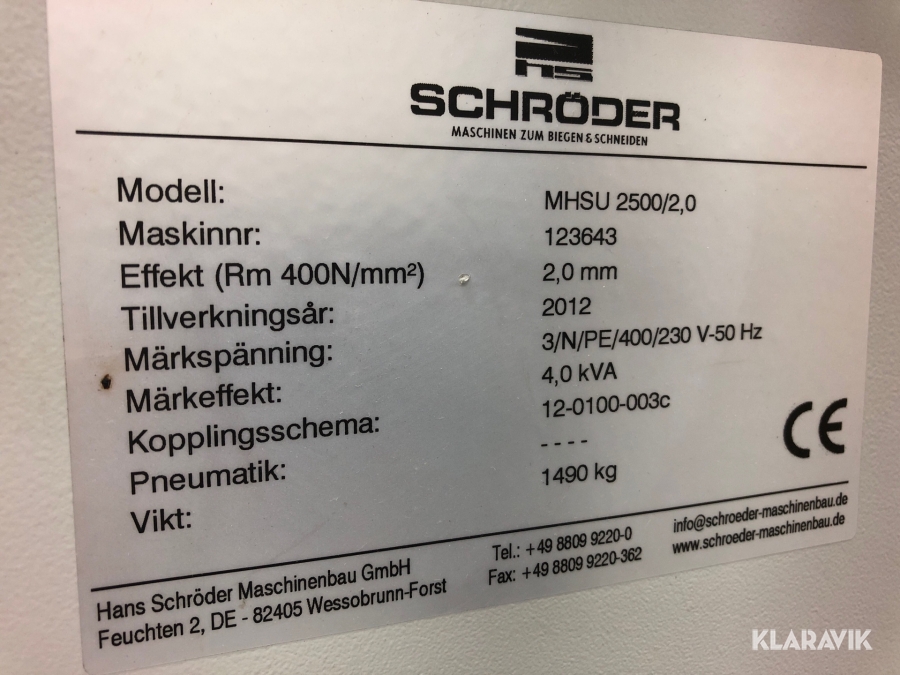 hs
SCHRÖDER
MASCHINEN ZUM BIEGEN & SCHNEIDEN
Modell: MHSU 2500/2,0
Maskinnr: 123643
Effekt (Rm 400N/mm²) 2,0 mm
Tillverkningsår: 2012
Märkspänning: 3/N/PE/400/230 V-50 Hz
Märkeffekt: 4,0 kVA
Kopplingsschema: 12-0100-003c
Pneumatik: ----
Vikt: 1490 kg
CE
Hans Schröder Maschinenbau GmbH Tel.: +49 8809 9220-0 info@schroeder-maschinenbau.de
Feuchten 2, DE - 82405 Wessobrunn-Forst Fax: +49 8809 9220-362 www.schroeder-maschinenbau.de
KLARAVIK